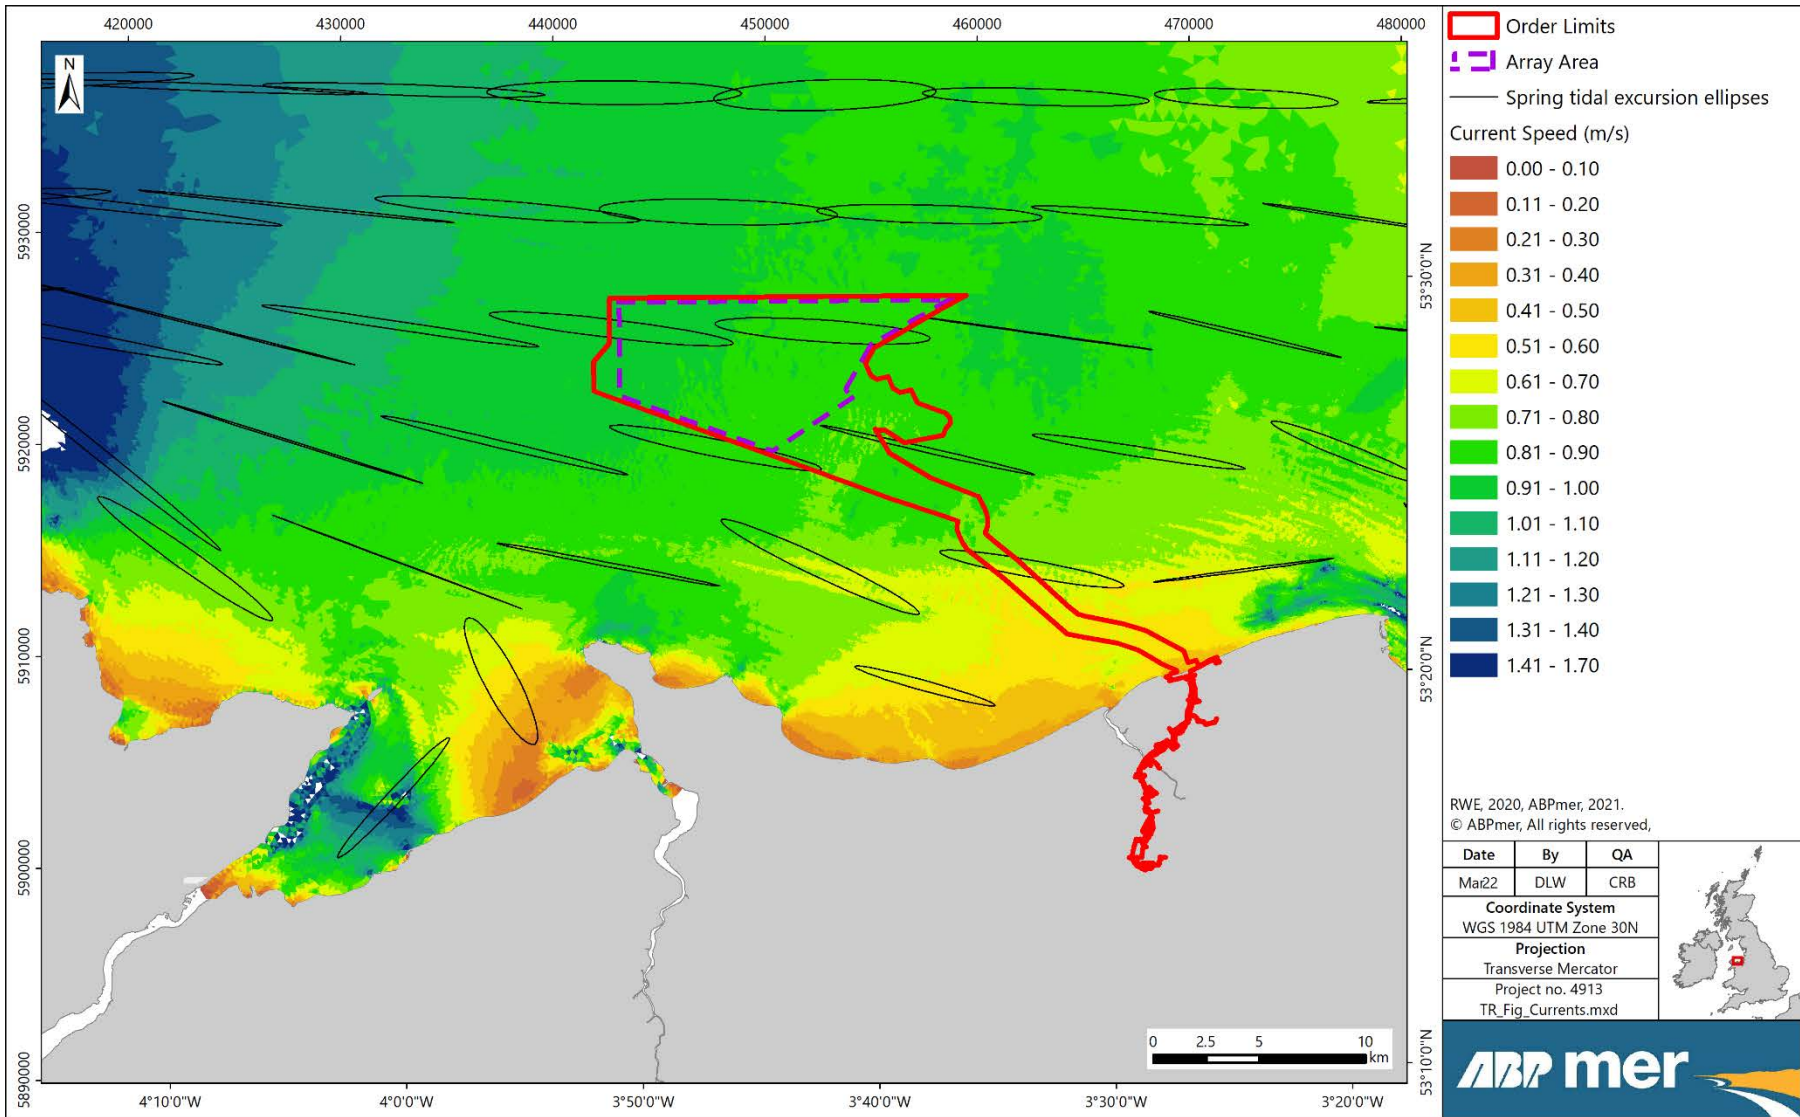 420000 430000 440000 450000 460000 470000 480000
N
5930000
5920000
5910000
5900000
5890000
53°30'0"N
53°20'0"N
53°10'0"N
4°10'0"W 4°0'0"W 3°50'0"W 3°40'0"W 3°30'0"W 3°20'0"W
0 2.5 5 10
km
Order Limits
Array Area
Spring tidal excursion ellipses
Current Speed (m/s)
0.00 - 0.10
0.11 - 0.20
0.21 - 0.30
0.31 - 0.40
0.41 - 0.50
0.51 - 0.60
0.61 - 0.70
0.71 - 0.80
0.81 - 0.90
0.91 - 1.00
1.01 - 1.10
1.11 - 1.20
1.21 - 1.30
1.31 - 1.40
1.41 - 1.70
RWE, 2020, ABPmer, 2021.
© ABPmer, All rights reserved,
Date By QA
Mar22 DLW CRB
Coordinate System
WGS 1984 UTM Zone 30N
Projection
Transverse Mercator
Project no. 4913
TR_Fig_Currents.mxd
ABPmer